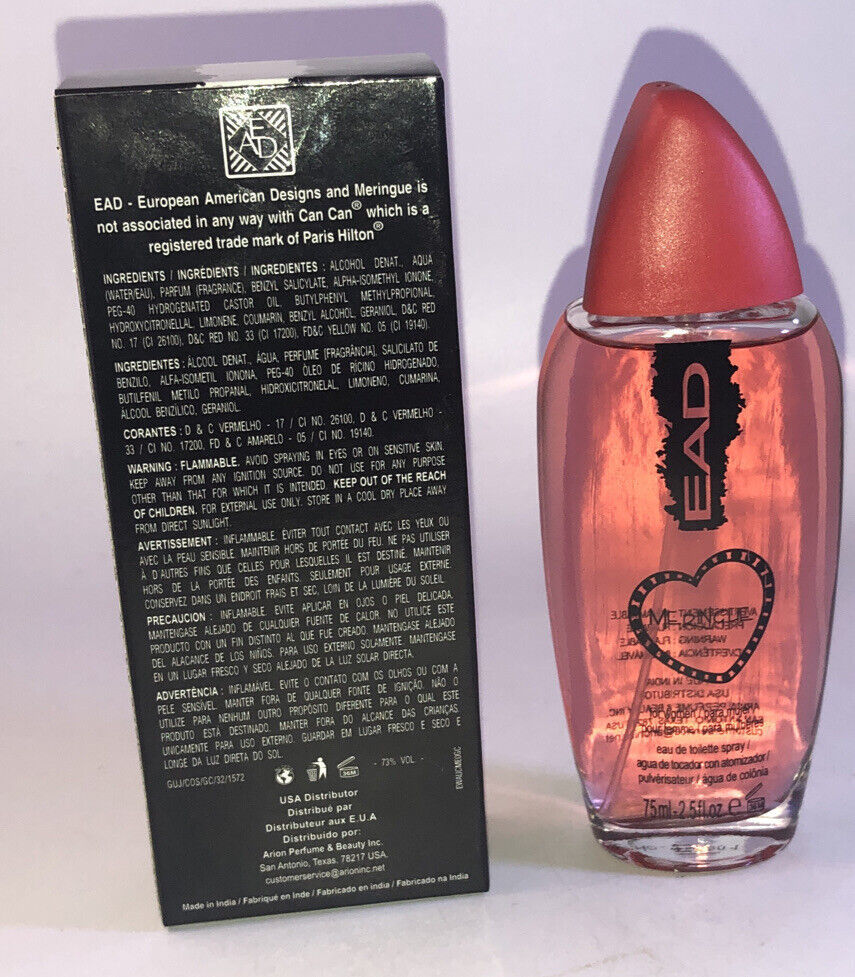 EAD
EAD - European American Designs and Meringue is
not associated in any way with Can Can® which is a
registered trade mark of Paris Hilton®
INGREDIENTS / INGRÉDIENTS / INGREDIENTES : ALCOHOL DENAT., AQUA
(WATER/EAU), PARFUM (FRAGRANCE), BENZYL SALICYLATE, ALPHA-ISOMETHYL IONONE,
PEG-40 HYDROGENATED CASTOR OIL, BUTYLPHENYL METHYLPROPIONAL,
HYDROXYCITRONELLAL, LIMONENE, COUMARIN, BENZYL ALCOHOL, GERANIOL, D&C RED
NO. 17 (CI 26100), D&C RED NO. 33 (CI 17200), FD&C YELLOW NO. 05 (CI 19140).
INGREDIENTES : ÁLCOOL DENAT., ÁGUA, PERFUME [FRAGRÂNCIA], SALICILATO DE
BENZILO, ALFA-ISOMETIL IONONA, PEG-40 ÓLEO DE RÍCINO HIDROGENADO,
BUTILFENIL METILO PROPANAL, HIDROXICITRONELAL, LIMONENO, CUMARINA,
ÁLCOOL BENZÍLICO, GERANIOL.
CORANTES : D & C VERMELHO - 17 / CI NO. 26100, D & C VERMELHO -
33 / CI NO. 17200, FD & C AMARELO - 05 / CI NO. 19140.
WARNING : FLAMMABLE. AVOID SPRAYING IN EYES OR ON SENSITIVE SKIN.
KEEP AWAY FROM ANY IGNITION SOURCE. DO NOT USE FOR ANY PURPOSE
OTHER THAN THAT FOR WHICH IT IS INTENDED. KEEP OUT OF THE REACH
OF CHILDREN. FOR EXTERNAL USE ONLY. STORE IN A COOL DRY PLACE AWAY
FROM DIRECT SUNLIGHT.
AVERTISSEMENT : INFLAMMABLE. ÉVITER TOUT CONTACT AVEC LES YEUX OU
AVEC LA PEAU SENSIBLE. MAINTENIR HORS DE PORTÉE DU FEU. NE PAS UTILISER
À D'AUTRES FINS QUE CELLES POUR LESQUELLES IL EST DESTINÉ. MAINTENIR
HORS DE LA PORTÉE DES ENFANTS. SEULEMENT POUR USAGE EXTERNE.
CONSERVEZ DANS UN ENDROIT FRAIS ET SEC, LOIN DE LA LUMIÈRE DU SOLEIL.
PRECAUCION : INFLAMABLE. EVITE APLICAR EN OJOS O PIEL DELICADA.
MANTENGASE ALEJADO DE CUALQUIER FUENTE DE CALOR. NO UTILICE ESTE
PRODUCTO CON UN FIN DISTINTO AL QUE FUE CREADO. MANTENGASE ALEJADO
DEL ALACANCE DE LOS NIÑOS. PARA USO EXTERNO SOLAMENTE. MANTENGASE
EN UN LUGAR FRESCO Y SECO ALEJADO DE LA LUZ SOLAR DIRECTA.
ADVERTÊNCIA : INFLAMÁVEL. EVITE O CONTATO COM OS OLHOS OU COM A
PELE SENSÍVEL. MANTER FORA DE QUALQUER FONTE DE IGNIÇÃO. NÃO O
UTILIZE PARA NENHUM OUTRO PROPÓSITO DIFERENTE PARA O QUAL ESTE
PRODUTO ESTÁ DESTINADO. MANTER FORA DO ALCANCE DAS CRIANÇAS.
UNICAMENTE PARA USO EXTERNO. GUARDAR EM LUGAR FRESCO E SECO E
LONGE DA LUZ DIRETA DO SOL.
GUJ/COS/GC/32/1572
36M
- 73% VOL -
EWAUCMEOGC
USA Distributor
Distribué par
Distributeur aux E.U.A
Distribuido por:
Arion Perfume & Beauty Inc.
San Antonio, Texas. 78217 USA.
customerservice@arioninc.net
Made in India / Fabriqué en Inde / Fabricado en india / Fabricado na India
EAD
MERINGUE
for women / para mujer /
pour femme / para mulheres
eau de toilette spray /
agua de tocador con atomizador /
pulvérisateur / água de colônia
75ml-2.5fl.oz e 36M